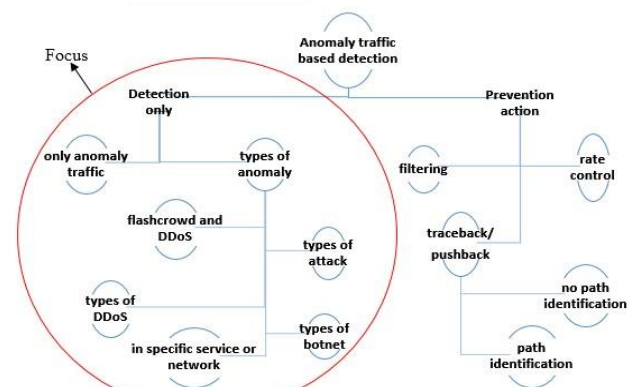 Anomaly traffic
based detection
Focus
Detection
only
Prevention
action
only anomaly
traffic
types of
anomaly
filtering
rate
control
flashcrowd and
DDoS
types of
attack
traceback/
pushback
types of
DDoS
no path
identification
in specific service or
network
types of
botnet
path
identification